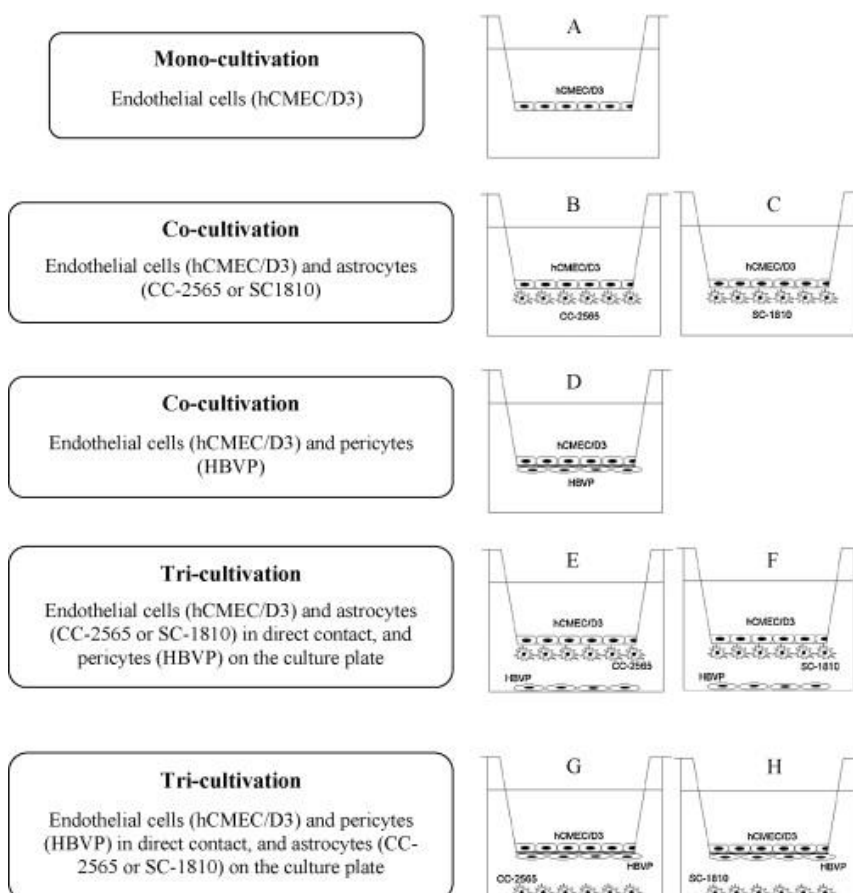 Mono-cultivation
Endothelial cells (hCMEC/D3)
A
hCMEC/D3
Co-cultivation
Endothelial cells (hCMEC/D3) and astrocytes
(CC-2565 or SC1810)
B
hCMEC/D3
CC-2565
C
hCMEC/D3
SC-1810
Co-cultivation
Endothelial cells (hCMEC/D3) and pericytes
(HBVP)
D
hCMEC/D3
HBVP
Tri-cultivation
Endothelial cells (hCMEC/D3) and astrocytes
(CC-2565 or SC-1810) in direct contact, and
pericytes (HBVP) on the culture plate
E
hCMEC/D3
CC-2565
HBVP
F
hCMEC/D3
SC-1810
HBVP
Tri-cultivation
Endothelial cells (hCMEC/D3) and pericytes
(HBVP) in direct contact, and astrocytes (CC-
2565 or SC-1810) on the culture plate
G
hCMEC/D3
HBVP
CC-2565
H
hCMEC/D3
HBVP
SC-1810